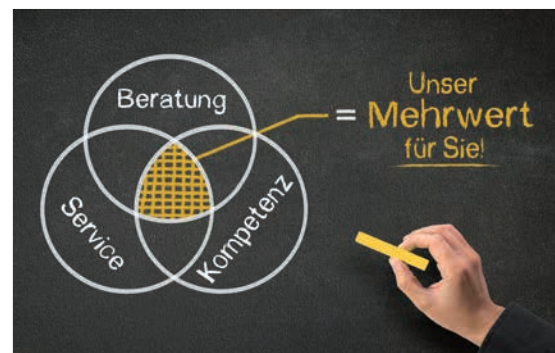 Beratung
Service
Kompetenz
= Unser
Mehrwert
für Sie!